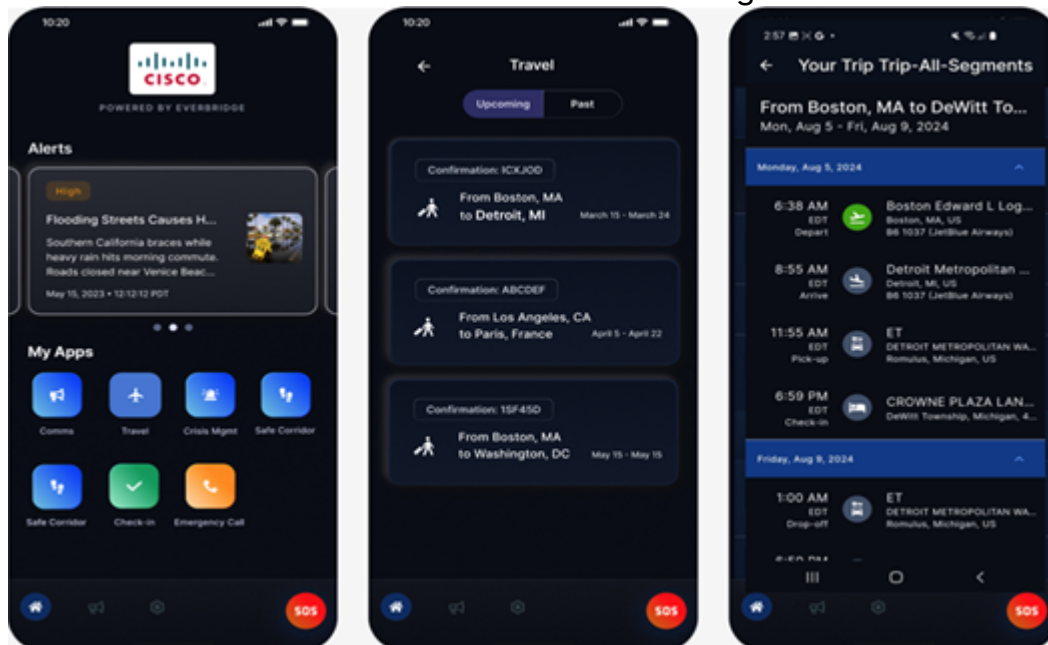 10:20
CISCO
POWERED BY EVERBRIDGE
Alerts
High
Flooding Streets Causes H...
Southern California braces while
heavy rain hits morning commute.
Roads closed near Venice Beac...
May 15, 2023 • 12:12:12 PDT
My Apps
Comms
Travel
Crisis Mgmt
Safe Corridor
Safe Corridor
Check-in
Emergency Call
SOS
10:20
Travel
Upcoming
Past
Confirmation: ICXJOD
From Boston, MA
to Detroit, MI
March 15 - March 24
Confirmation: ABCDEF
From Los Angeles, CA
to Paris, France
April 5 - April 22
Confirmation: 1SF45D
From Boston, MA
to Washington, DC
May 15 - May 15
SOS
2:57
Your Trip Trip-All-Segments
From Boston, MA to DeWitt To...
Mon, Aug 5 - Fri, Aug 9, 2024
Monday, Aug 5, 2024
6:38 AM
EDT
Depart
Boston Edward L Log...
Boston, MA, US
B6 1037 (JetBlue Airways)
8:55 AM
EDT
Arrive
Detroit Metropolitan ...
Detroit, MI, US
B6 1037 (JetBlue Airways)
11:55 AM
EDT
Pick-up
ET
DETROIT METROPOLITAN WA...
Romulus, Michigan, US
6:59 PM
EDT
Check-in
CROWNE PLAZA LAN...
DeWitt Township, Michigan, 4...
Friday, Aug 9, 2024
1:00 AM
EDT
Drop-off
ET
DETROIT METROPOLITAN WA...
Romulus, Michigan, US
SOS